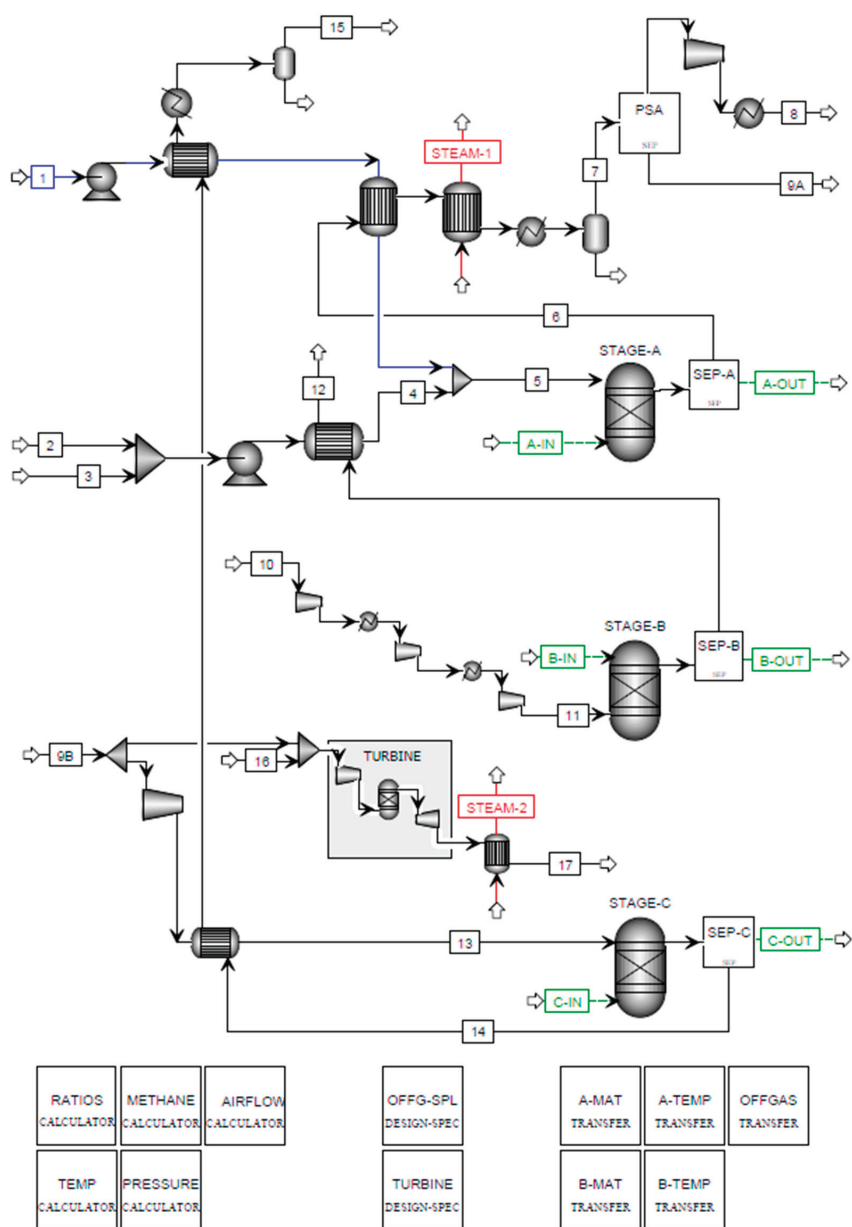 15
PSA
SEP
8
STEAM-1
1
7
9A
6
STAGE-A
12
4
5
SEP-A
SEP
A-OUT
2
A-IN
3
10
STAGE-B
B-IN
SEP-B
SEP
B-OUT
11
9B
16
TURBINE
STEAM-2
17
STAGE-C
13
SEP-C
SEP
C-OUT
C-IN
14
RATIOS
CALCULATOR
METHANE
CALCULATOR
AIRFLOW
CALCULATOR
OFFG-SPL
DESIGN-SPEC
A-MAT
TRANSFER
A-TEMP
TRANSFER
OFFGAS
TRANSFER
TEMP
CALCULATOR
PRESSURE
CALCULATOR
TURBINE
DESIGN-SPEC
B-MAT
TRANSFER
B-TEMP
TRANSFER